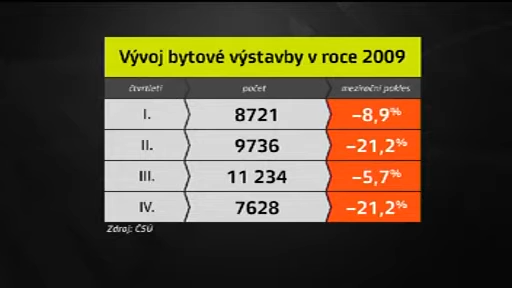 Vývoj bytové výstavby v roce 2009
čtvrtletí počet meziroční pokles
I. 8721 –8,9%
II. 9736 –21,2%
III. 11 234 –5,7%
IV. 7628 –21,2%
Zdroj: ČSÚ